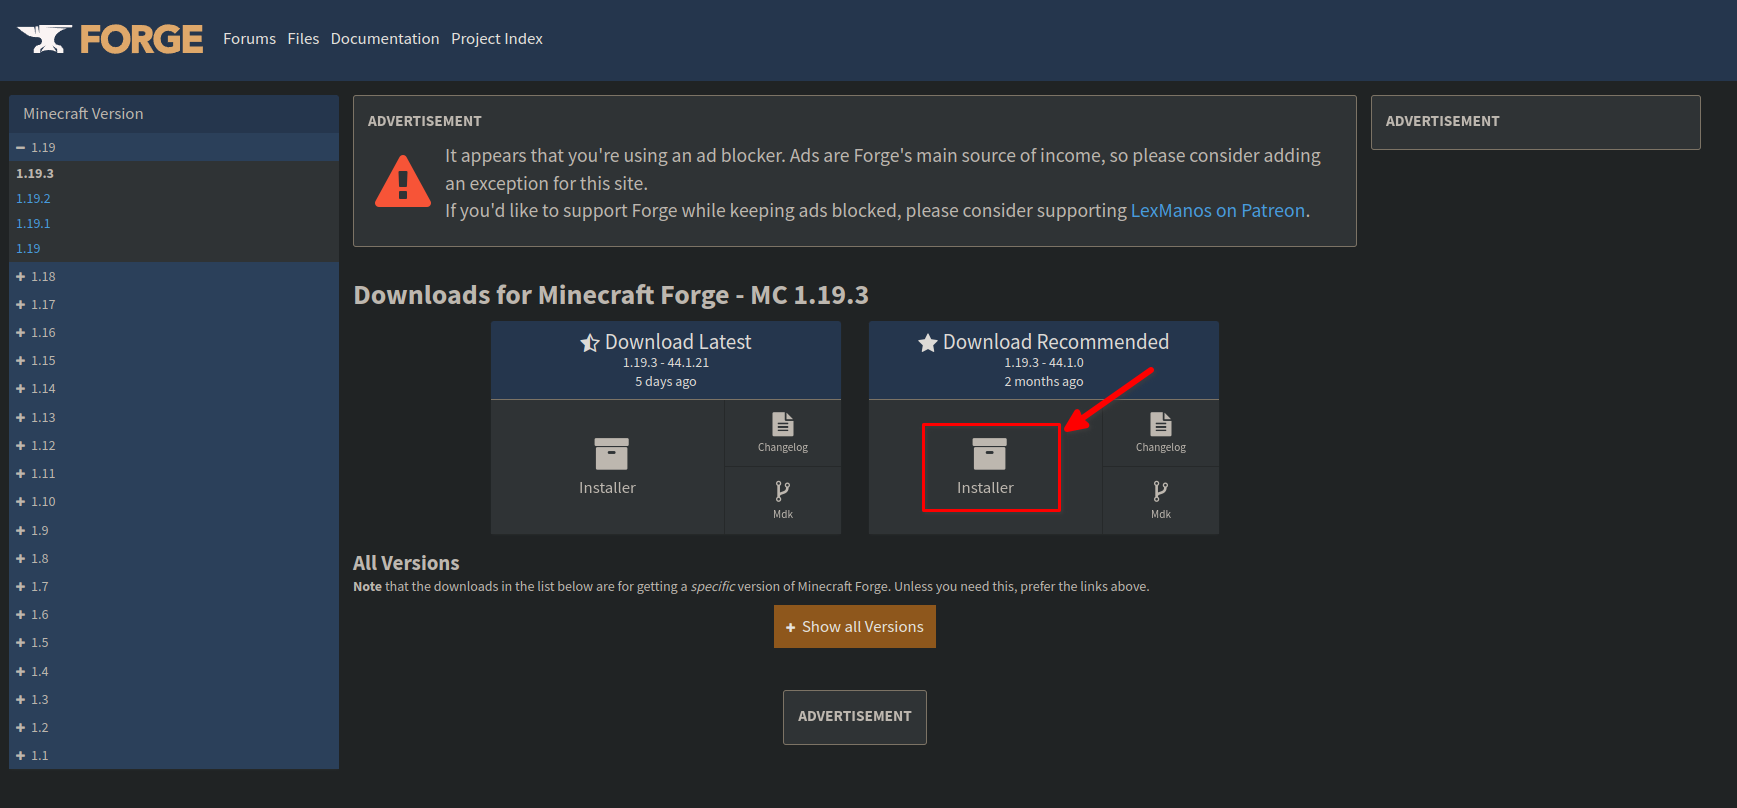 FORGE Forums Files Documentation Project Index
Minecraft Version
1.19
1.19.3
1.19.2
1.19.1
1.19
1.18
1.17
1.16
1.15
1.14
1.13
1.12
1.11
1.10
1.9
1.8
1.7
1.6
1.5
1.4
1.3
1.2
1.1
ADVERTISEMENT
It appears that you're using an ad blocker. Ads are Forge's main source of income, so please consider adding
an exception for this site.
If you'd like to support Forge while keeping ads blocked, please consider supporting LexManos on Patreon.
Downloads for Minecraft Forge - MC 1.19.3
Download Latest
1.19.3 - 44.1.21
5 days ago
Installer
Changelog
Mdk
Download Recommended
1.19.3 - 44.1.0
2 months ago
Installer
Changelog
Mdk
All Versions
Note that the downloads in the list below are for getting a specific version of Minecraft Forge. Unless you need this, prefer the links above.
Show all Versions
ADVERTISEMENT
ADVERTISEMENT